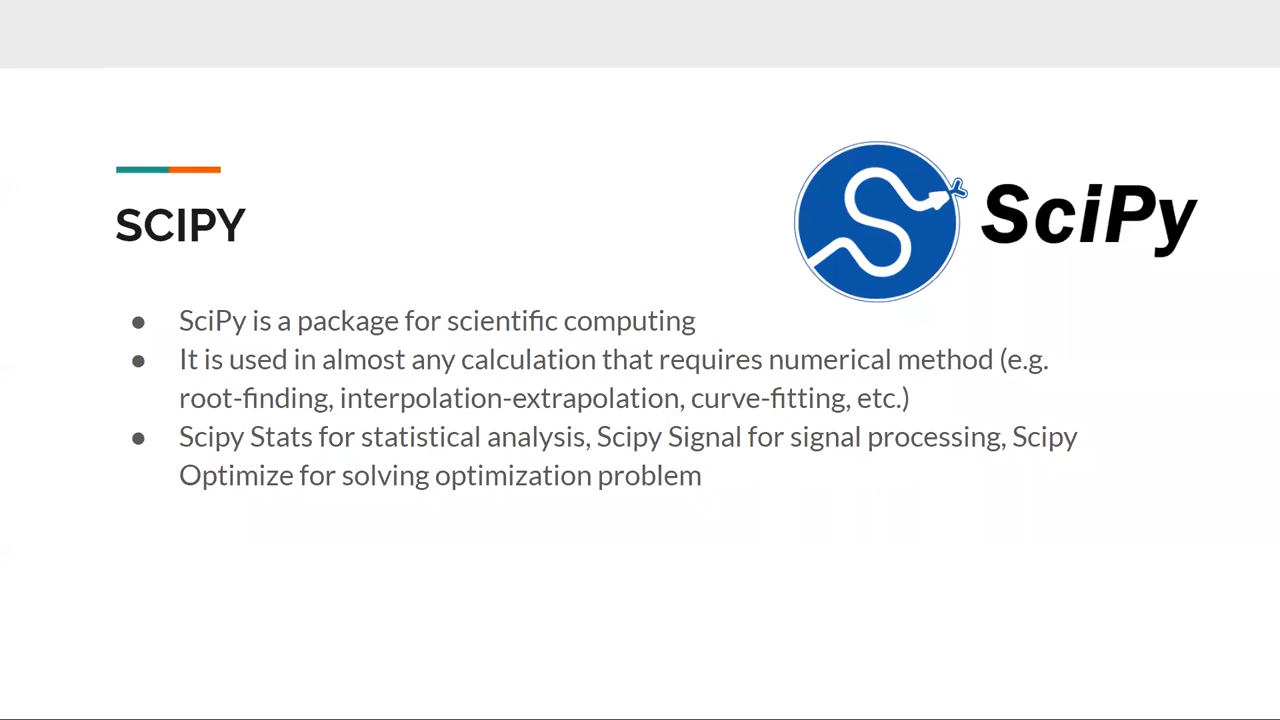 SciPy
SCIPY
● SciPy is a package for scientific computing
● It is used in almost any calculation that requires numerical method (e.g.
root-finding, interpolation-extrapolation, curve-fitting, etc.)
● Scipy Stats for statistical analysis, Scipy Signal for signal processing, Scipy
Optimize for solving optimization problem